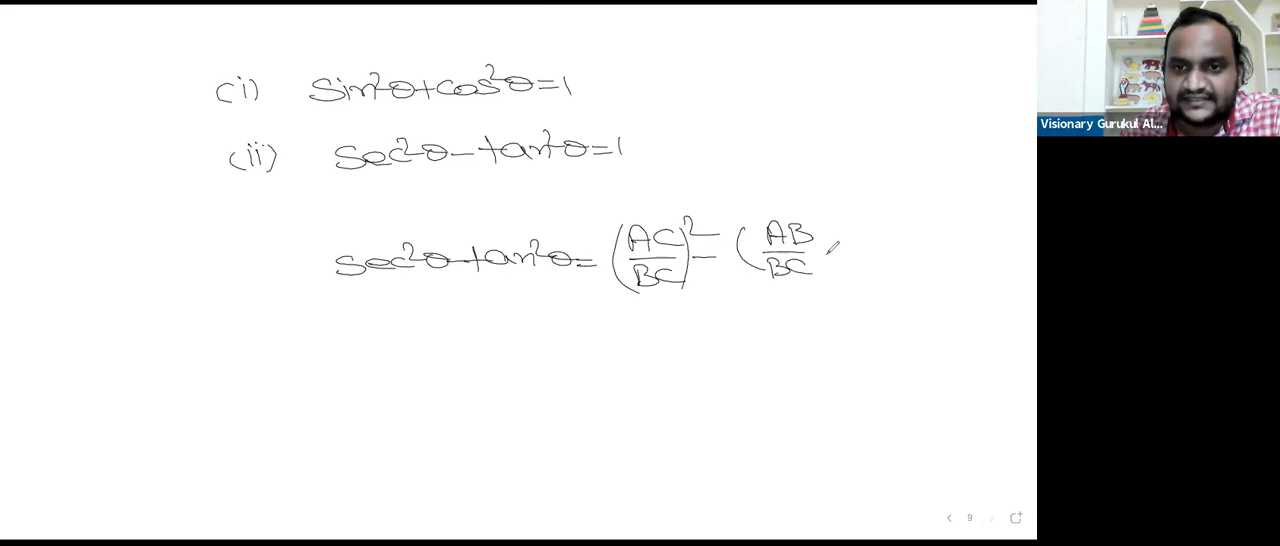 (i) sin²θ+cos²θ=1
(ii) sec²θ-tan²θ=1
sec²θ-tan²θ= (AC/BC)² - (AB/BC
Visionary Gurukul Al...
9